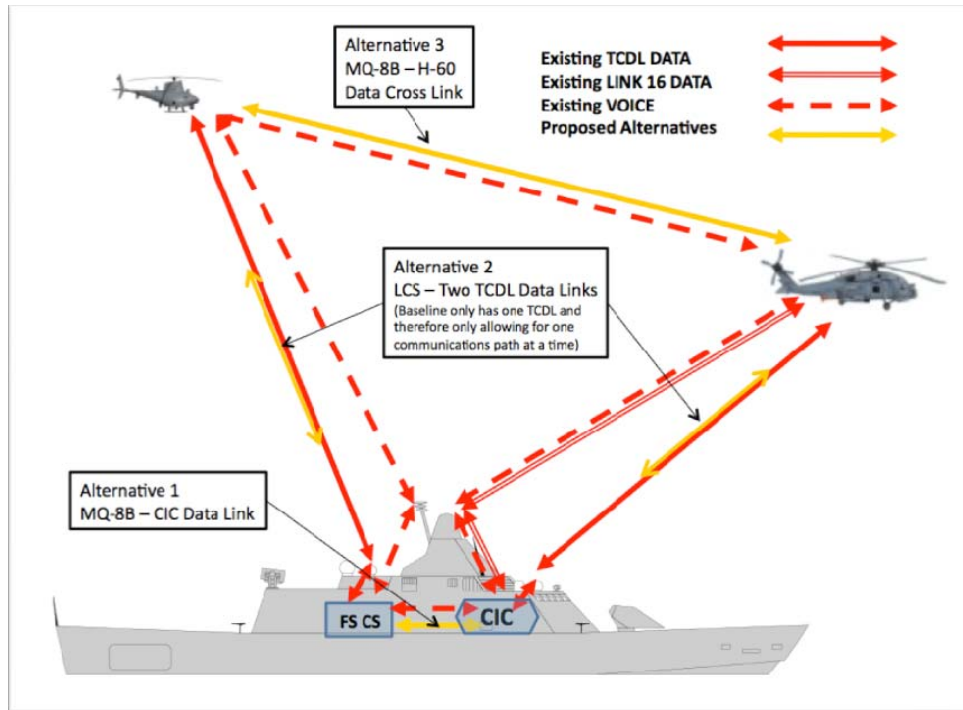 Alternative 3
MQ-8B – H-60
Data Cross Link
Existing TCDL DATA
Existing LINK 16 DATA
Existing VOICE
Proposed Alternatives
Alternative 2
LCS – Two TCDL Data Links
(Baseline only has one TCDL and
therefore only allowing for one
communications path at a time)
Alternative 1
MQ-8B – CIC Data Link
FS CS
CIC